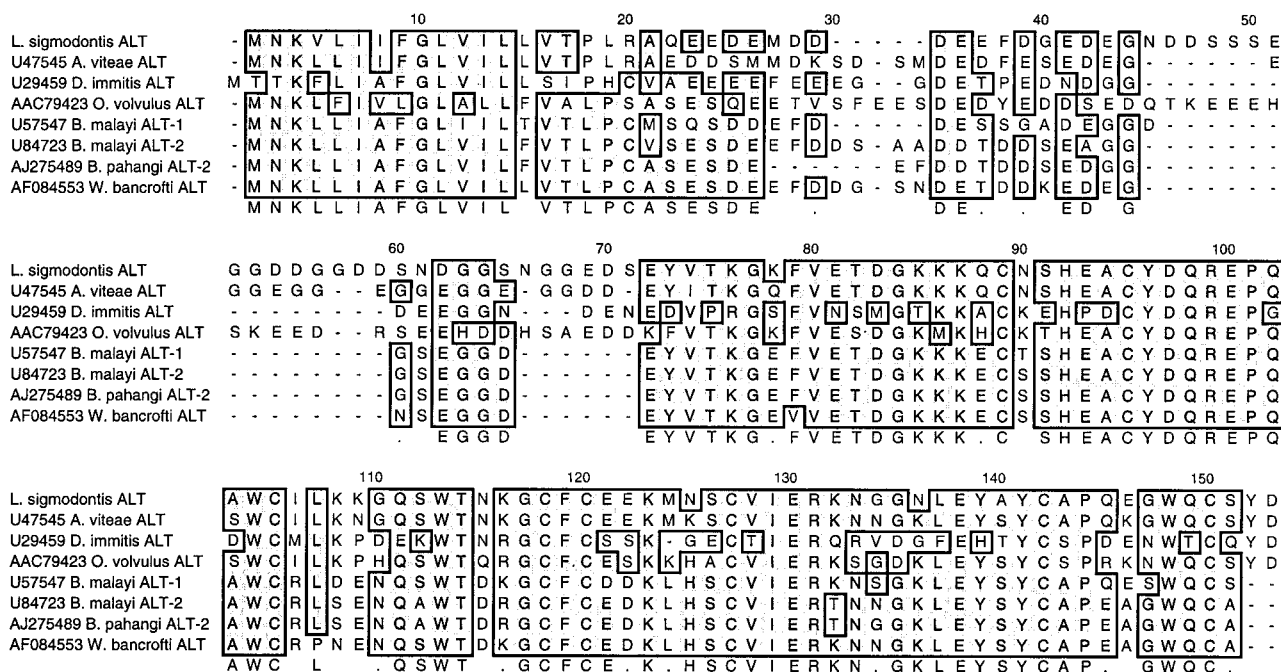 10 20 30 40 50
L. sigmodontis ALT - M N K V L I I F G L V I L L V T P L R A Q E E D E M D D - - - - - D E E F D G E D E G N D D S S S E
U47545 A. viteae ALT - M N K L L I I F G L V I L L V T P L R A E D D S M M D K S D - S M D E D F E S E D E G - - - - - - E
U29459 D. immitis ALT M T T K F L I A F G L V I L L S I P H C V A E E E E F E E E G - - G D E T P E D N D G G - - - - - - -
AAC79423 O. volvulus ALT - M N K L F I V L G L A L L F V A L P S A S E S Q E E T V S F E E S D E D Y E D D S E D Q T K E E E H
U57547 B. malayi ALT-1 - M N K L L I A F G L I I L T V T L P C M S Q S D D E F D - - - - - D E S S G A D E G G D - - - - - -
U84723 B. malayi ALT-2 - M N K L L I A F G L V I L F V T L P C V S E S D E E F D D S - A A D D T D D S E A G G - - - - - - -
AJ275489 B. pahangi ALT-2 - M N K L L I A F G L V I L F V T L P C A S E S D E - - - - - - E F D D T D D S E D G G - - - - - - -
AF084553 W. bancrofti ALT - M N K L L I A F G L V I L L V T L P C A S E S D E E F D D G - S N D E T D D K E D E G - - - - - - -
M N K L L I A F G L V I L V T L P C A S E S D E . D E . . E D G
60 70 80 90 100
L. sigmodontis ALT G G D D G G D D S N D G G S N G G E D S E Y V T K G K F V E T D G K K K Q C N S H E A C Y D Q R E P Q
U47545 A. viteae ALT G G E G G - - E G G E G G E - G G D D - E Y I T K G Q F V E T D G K K K Q C N S H E A C Y D Q R E P Q
U29459 D. immitis ALT - - - - - - - - D E E G G N - - - D E N E D V P R G S F V N S M G T K K A C K E H P D C Y D Q R E P G
AAC79423 O. volvulus ALT S K E E D - - R S E E H D D H S A E D D K F V T K G K F V E S D G K M K H C K T H E A C Y D Q R E P Q
U57547 B. malayi ALT-1 - - - - - - - - G S E G G D - - - - - - E Y V T K G E F V E T D G K K K E C T S H E A C Y D Q R E P Q
U84723 B. malayi ALT-2 - - - - - - - - G S E G G D - - - - - - E Y V T K G E F V E T D G K K K E C S S H E A C Y D Q R E P Q
AJ275489 B. pahangi ALT-2 - - - - - - - - G S E G G D - - - - - - E Y V T K G E F V E T D G K K K E C S S H E A C Y D Q R E P Q
AF084553 W. bancrofti ALT - - - - - - - - N S E G G D - - - - - - E Y V T K G E V V E T D G K K K E C S S H E A C Y D Q R E P Q
. E G G D E Y V T K G . F V E T D G K K K . C S H E A C Y D Q R E P Q
110 120 130 140 150
L. sigmodontis ALT A W C I L K K G Q S W T N K G C F C E E K M N S C V I E R K N G G N L E Y A Y C A P Q E G W Q C S Y D
U47545 A. viteae ALT S W C I L K N G Q S W T N K G C F C E E K M K S C V I E R K N N G K L E Y S Y C A P Q K G W Q C S Y D
U29459 D. immitis ALT D W C M L K P D E K W T N K G C F C S S K - G E C T I E R Q R V D G F E H T Y C S P D E N W T C Q Y D
AAC79423 O. volvulus ALT S W C I L K P H Q S W T Q R G C F C E S K K H A C V I E R K S G D K L E Y S Y C S P R K N W Q C S Y D
U57547 B. malayi ALT-1 A W C R L D E N Q S W T D K G C F C D D K L H S C V I E R K N S G K L E Y S Y C A P Q E S W Q C S - -
U84723 B. malayi ALT-2 A W C R L S E N Q A W T D R G C F C E D K L H S C V I E R T N N G K L E Y S Y C A P E A G W Q C A - -
AJ275489 B. pahangi ALT-2 A W C R L S E N Q A W T D R G C F C E D K L H S C V I E R T N G G K L E Y S Y C A P E A G W Q C A - -
AF084553 W. bancrofti ALT A W C R P N E N Q S W T D K G C F C E D K L H S C V I E R K N N G K L E Y S Y C A P E A G W Q C A - -
A W C L . Q S W T . G C F C E . K . H S C V I E R K N . G K L E Y S Y C A P . G W Q C .